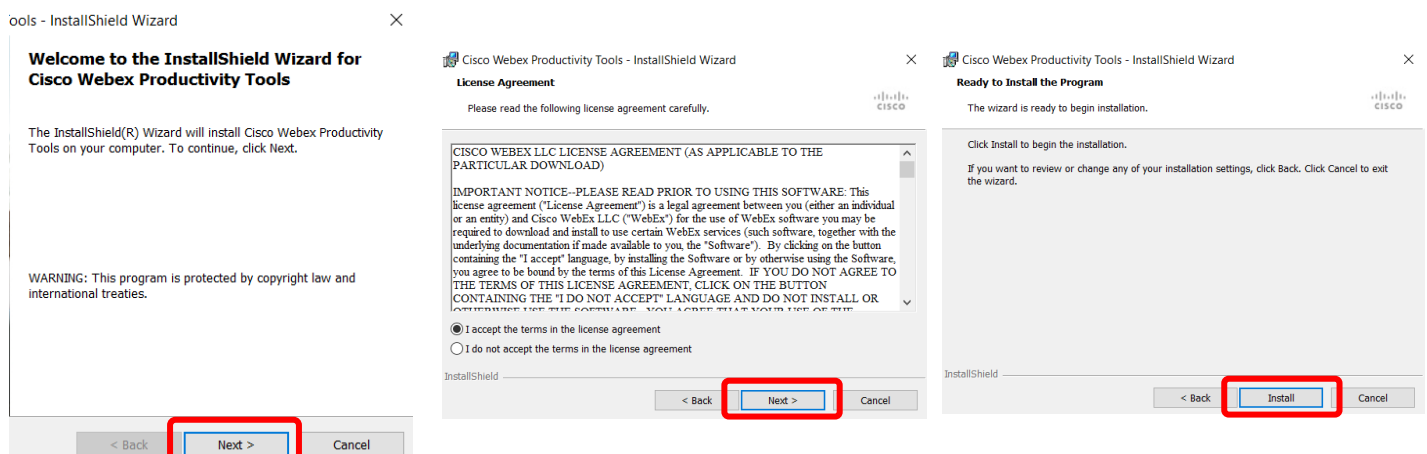 ools - InstallShield Wizard
Welcome to the InstallShield Wizard for
Cisco Webex Productivity Tools
The InstallShield(R) Wizard will install Cisco Webex Productivity
Tools on your computer. To continue, click Next.
WARNING: This program is protected by copyright law and
international treaties.
< Back
Next >
Cancel
Cisco Webex Productivity Tools - InstallShield Wizard
License Agreement
Please read the following license agreement carefully.
CISCO
CISCO WEBEX LLC LICENSE AGREEMENT (AS APPLICABLE TO THE
PARTICULAR DOWNLOAD)
IMPORTANT NOTICE--PLEASE READ PRIOR TO USING THIS SOFTWARE: This
license agreement ("License Agreement") is a legal agreement between you (either an individual
or an entity) and Cisco WebEx LLC ("WebEx") for the use of WebEx software you may be
required to download and install to use certain WebEx services (such software, together with the
underlying documentation if made available to you, the "Software"). By clicking on the button
containing the "I accept" language, by installing the Software or by otherwise using the Software,
you agree to be bound by the terms of this License Agreement. IF YOU DO NOT AGREE TO
THE TERMS OF THIS LICENSE AGREEMENT, CLICK ON THE BUTTON
CONTAINING THE "I DO NOT ACCEPT" LANGUAGE AND DO NOT INSTALL OR
OTHERWISE USE THE SOFTWARE. YOU AGREE THAT YOUR USE OF THE
I accept the terms in the license agreement
I do not accept the terms in the license agreement
InstallShield
< Back
Next >
Cancel
Cisco Webex Productivity Tools - InstallShield Wizard
Ready to Install the Program
The wizard is ready to begin installation.
CISCO
Click Install to begin the installation.
If you want to review or change any of your installation settings, click Back. Click Cancel to exit
the wizard.
InstallShield
< Back
Install
Cancel